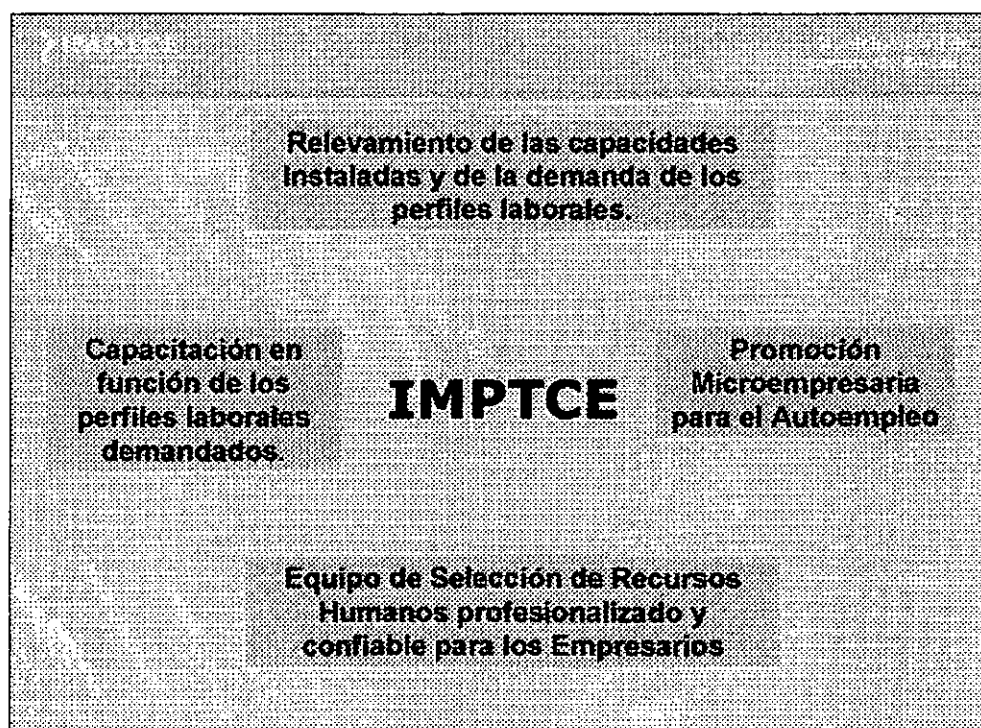 Relevamiento de las capacidades
Instaladas y de la demanda de los
perfiles laborales.
Capacitación en
función de los
perfiles laborales
demandados.
IMPTCE
Promoción
Microempresaria
para el Autoempleo
Equipo de Selección de Recursos
Humanos profesionalizado y
confiable para los Empresarios